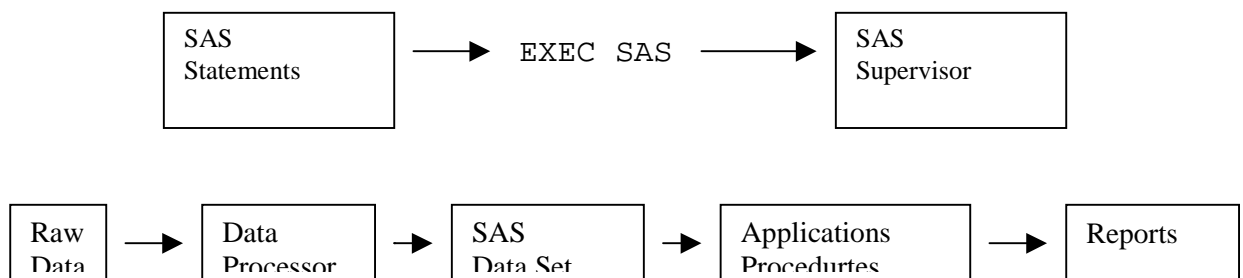 SAS
Statements
EXEC SAS
SAS
Supervisor
Raw
Data
Data
Processor
SAS
Data Set
Applications
Procedurtes
Reports